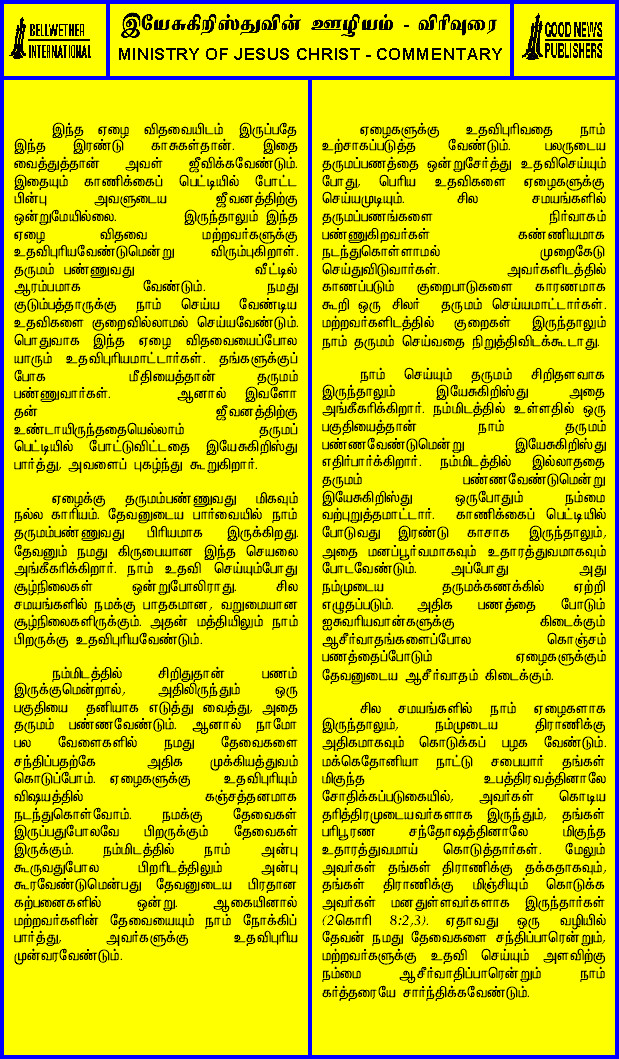 BELLWETHER
INTERNATIONAL
இயேசுகிறிஸ்துவின் ஊழியம் - விரிவுரை
MINISTRY OF JESUS CHRIST - COMMENTARY
GOOD NEWS
PUBLISHERS
இந்த ஏழை விதவையிடம் இருப்பதே
இந்த இரண்டு காசுகள்தான். இதை
வைத்துத்தான் அவள் ஜீவிக்கவேண்டும்.
இதையும் காணிக்கைப் பெட்டியில் போட்ட
பின்பு அவளுடைய ஜீவனத்திற்கு
ஒன்றுமேயில்லை. இருந்தாலும் இந்த
ஏழை விதவை மற்றவர்களுக்கு
உதவிபுரியவேண்டுமென்று விரும்புகிறாள்.
தருமம் பண்ணுவது வீட்டில்
ஆரம்பமாக வேண்டும். நமது
குடும்பத்தாருக்கு நாம் செய்ய வேண்டிய
உதவிகளை குறைவில்லாமல் செய்யவேண்டும்.
பொதுவாக இந்த ஏழை விதவையைப்போல
யாரும் உதவிபுரியமாட்டார்கள். தங்களுக்குப்
போக மீதியைத்தான் தருமம்
பண்ணுவார்கள். ஆனால் இவளோ
தன் ஜீவனத்திற்கு
உண்டாயிருந்ததையெல்லாம் தருமப்
பெட்டியில் போட்டுவிட்டதை இயேசுகிறிஸ்து
பார்த்து, அவளைப் புகழ்ந்து கூறுகிறார்.
ஏழைக்கு தருமம்பண்ணுவது மிகவும்
நல்ல காரியம். தேவனுடைய பார்வையில் நாம்
தருமம்பண்ணுவது பிரியமாக இருக்கிறது.
தேவனும் நமது கிருபையான இந்த செயலை
அங்கீகரிக்கிறார். நாம் உதவி செய்யும்போது
சூழ்நிலைகள் ஒன்றுபோலிராது. சில
சமயங்களில் நமக்கு பாதகமான, வறுமையான
சூழ்நிலைகளிருக்கும். அதன் மத்தியிலும் நாம்
பிறருக்கு உதவிபுரியவேண்டும்.
நம்மிடத்தில் சிறிதுதான் பணம்
இருக்குமென்றால், அதிலிருந்தும் ஒரு
பகுதியை தனியாக எடுத்து வைத்து, அதை
தருமம் பண்ணவேண்டும். ஆனால் நாமோ
பல வேளைகளில் நமது தேவைகளை
சந்திப்பதற்கே அதிக முக்கியத்துவம்
கொடுப்போம். ஏழைகளுக்கு உதவிபுரியும்
விஷயத்தில் கஞ்சத்தனமாக
நடந்துகொள்வோம். நமக்கு தேவைகள்
இருப்பதுபோலவே பிறருக்கும் தேவைகள்
இருக்கும். நம்மிடத்தில் நாம் அன்பு
கூருவதுபோல பிறரிடத்திலும் அன்பு
கூரவேண்டுமென்பது தேவனுடைய பிரதான
கற்பனைகளில் ஒன்று. ஆகையினால்
மற்றவர்களின் தேவையையும் நாம் நோக்கிப்
பார்த்து, அவர்களுக்கு உதவிபுரிய
முன்வரவேண்டும்.
ஏழைகளுக்கு உதவிபுரிவதை நாம்
உற்சாகப்படுத்த வேண்டும். பலருடைய
தருமப்பணத்தை ஒன்றுசேர்த்து உதவிசெய்யும்
போது, பெரிய உதவிகளை ஏழைகளுக்கு
செய்யமுடியும். சில சமயங்களில்
தருமப்பணங்களை நிர்வாகம்
பண்ணுகிறவர்கள் கண்ணியமாக
நடந்துகொள்ளாமல் முறைகேடு
செய்துவிடுவார்கள். அவர்களிடத்தில்
காணப்படும் குறைபாடுகளை காரணமாக
கூறி ஒரு சிலர் தருமம் செய்யமாட்டார்கள்.
மற்றவர்களிடத்தில் குறைகள் இருந்தாலும்
நாம் தருமம் செய்வதை நிறுத்திவிடக்கூடாது.
நாம் செய்யும் தருமம் சிறிதளவாக
இருந்தாலும் இயேசுகிறிஸ்து அதை
அங்கீகரிக்கிறார். நம்மிடத்தில் உள்ளதில் ஒரு
பகுதியைத்தான் நாம் தருமம்
பண்ணவேண்டுமென்று இயேசுகிறிஸ்து
எதிர்பார்க்கிறார். நம்மிடத்தில் இல்லாததை
தருமம் பண்ணவேண்டுமென்று
இயேசுகிறிஸ்து ஒருபோதும் நம்மை
வற்புறுத்தமாட்டார். காணிக்கைப் பெட்டியில்
போடுவது இரண்டு காசாக இருந்தாலும்,
அதை மனப்பூர்வமாகவும் உதாரத்துவமாகவும்
போடவேண்டும். அப்போது அது
நம்முடைய தருமக்கணக்கில் ஏற்றி
எழுதப்படும். அதிக பணத்தை போடும்
ஐசுவரியவான்களுக்கு கிடைக்கும்
ஆசீர்வாதங்களைப்போல கொஞ்சம்
பணத்தைப்போடும் ஏழைகளுக்கும்
தேவனுடைய ஆசீர்வாதம் கிடைக்கும்.
சில சமயங்களில் நாம் ஏழைகளாக
இருந்தாலும், நம்முடைய திராணிக்கு
அதிகமாகவும் கொடுக்கப் பழக வேண்டும்.
மக்கெதோனியா நாட்டு சபையார் தங்கள்
மிகுந்த உபத்திரவத்தினாலே
சோதிக்கப்படுகையில், அவர்கள் கொடிய
தரித்திரமுடையவர்களாக இருந்தும், தங்கள்
பரிபூரண சந்தோஷத்தினாலே மிகுந்த
உதாரத்துவமாய் கொடுத்தார்கள். மேலும்
அவர்கள் தங்கள் திராணிக்கு தக்கதாகவும்,
தங்கள் திராணிக்கு மிஞ்சியும் கொடுக்க
அவர்கள் மனதுள்ளவர்களாக இருந்தார்கள்
(2கொரி 8:2,3). ஏதாவது ஒரு வழியில்
தேவன் நமது தேவைகளை சந்திப்பாரென்றும்,
மற்றவர்களுக்கு உதவி செய்யும் அளவிற்கு
நம்மை ஆசீர்வாதிப்பாரென்றும் நாம்
கர்த்தரையே சார்ந்திக்கவேண்டும்.